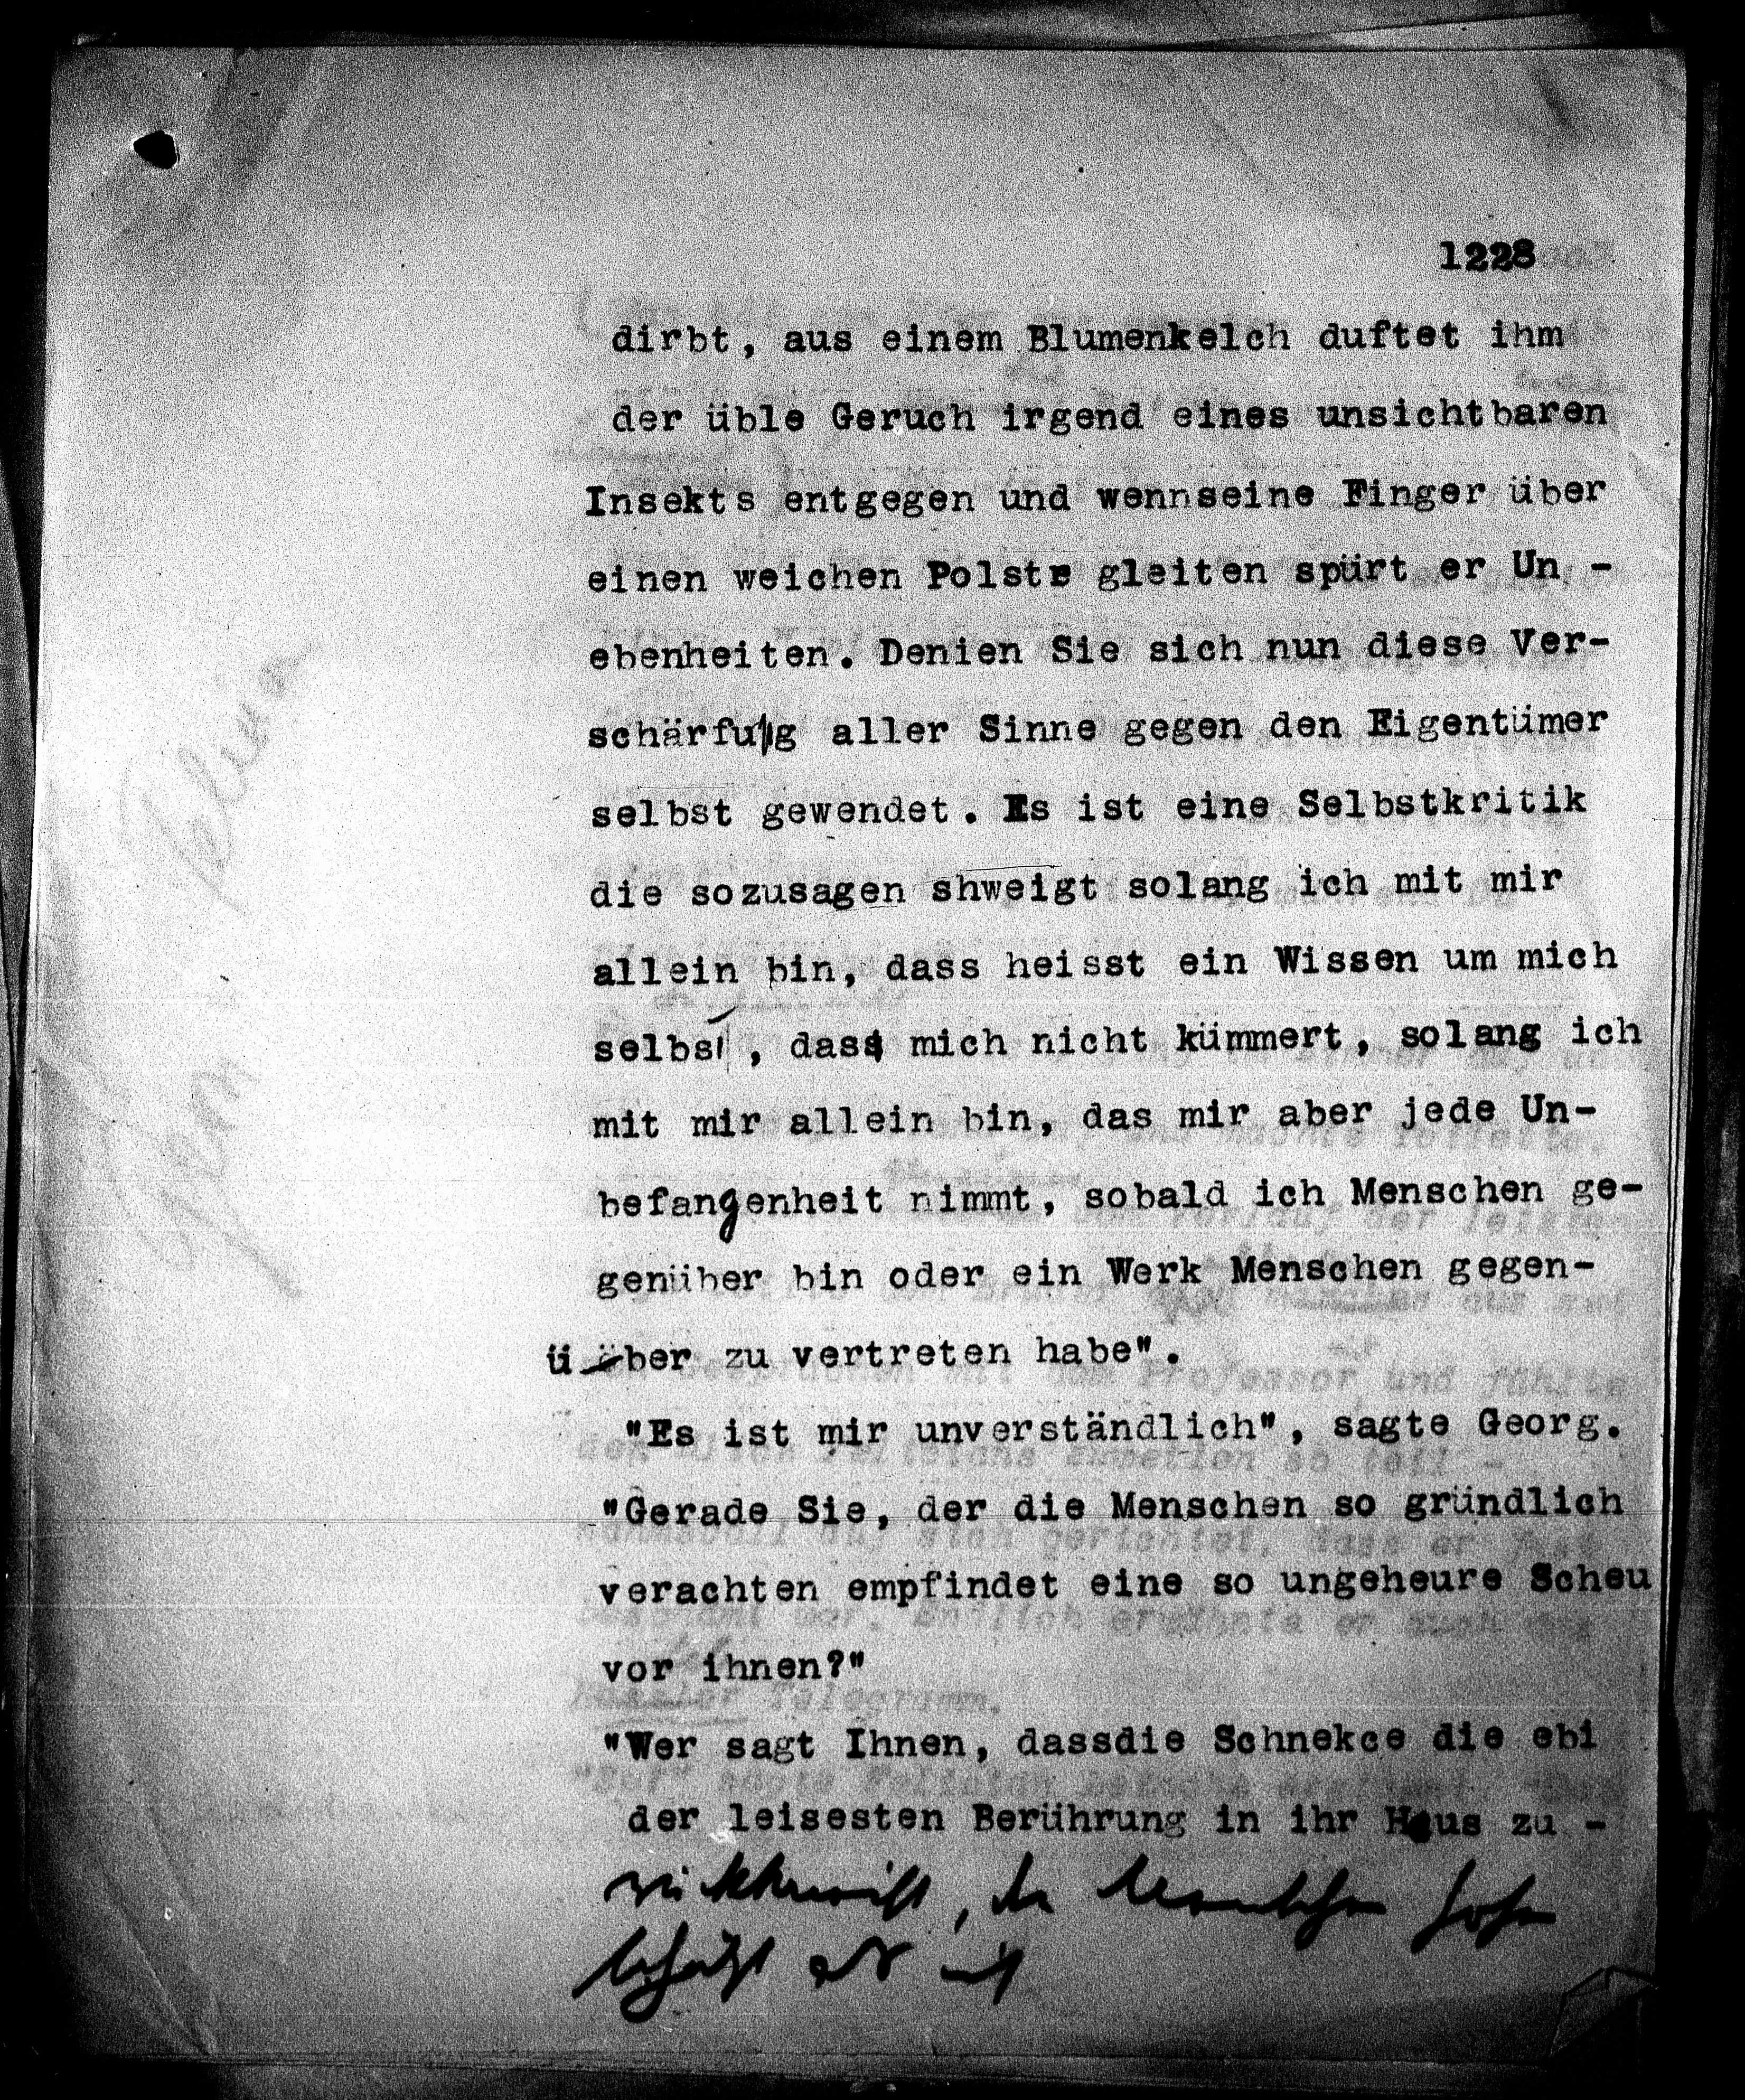 1228
dirbt, aus einem Blumenkelch duftet ihm
der üble Geruch irgend eines unsichtbaren
Insekts entgegen und wennseine Finger über
einen weichen Polstr gleiten spürt er Un -
ebenheiten. Denien Sie sich nun diese Ver-
schärfung aller Sinne gegen den Eigentümer
selbst gewendet. Es ist eine Selbstkritik
die sozusagen shweigt solang ich mit mir
allein bin, dass heisst ein Wissen um mich
selbst, dass mich nicht kümmert, solang ich
mit mir allein bin, das mir aber jede Un-
befangenheit nimmt, sobald ich Menschen ge-
genüber bin oder ein Werk Menschen gegen-
über zu vertreten habe".
"Es ist mir unverständlich", sagte Georg.
"Gerade Sie, der die Menschen so gründlich
verachten empfindet eine so ungeheure Scheu
vor ihnen?"
"Wer sagt Ihnen, dassdie Schnekce die ebi
der leisesten Berührung in ihr Haus zu -